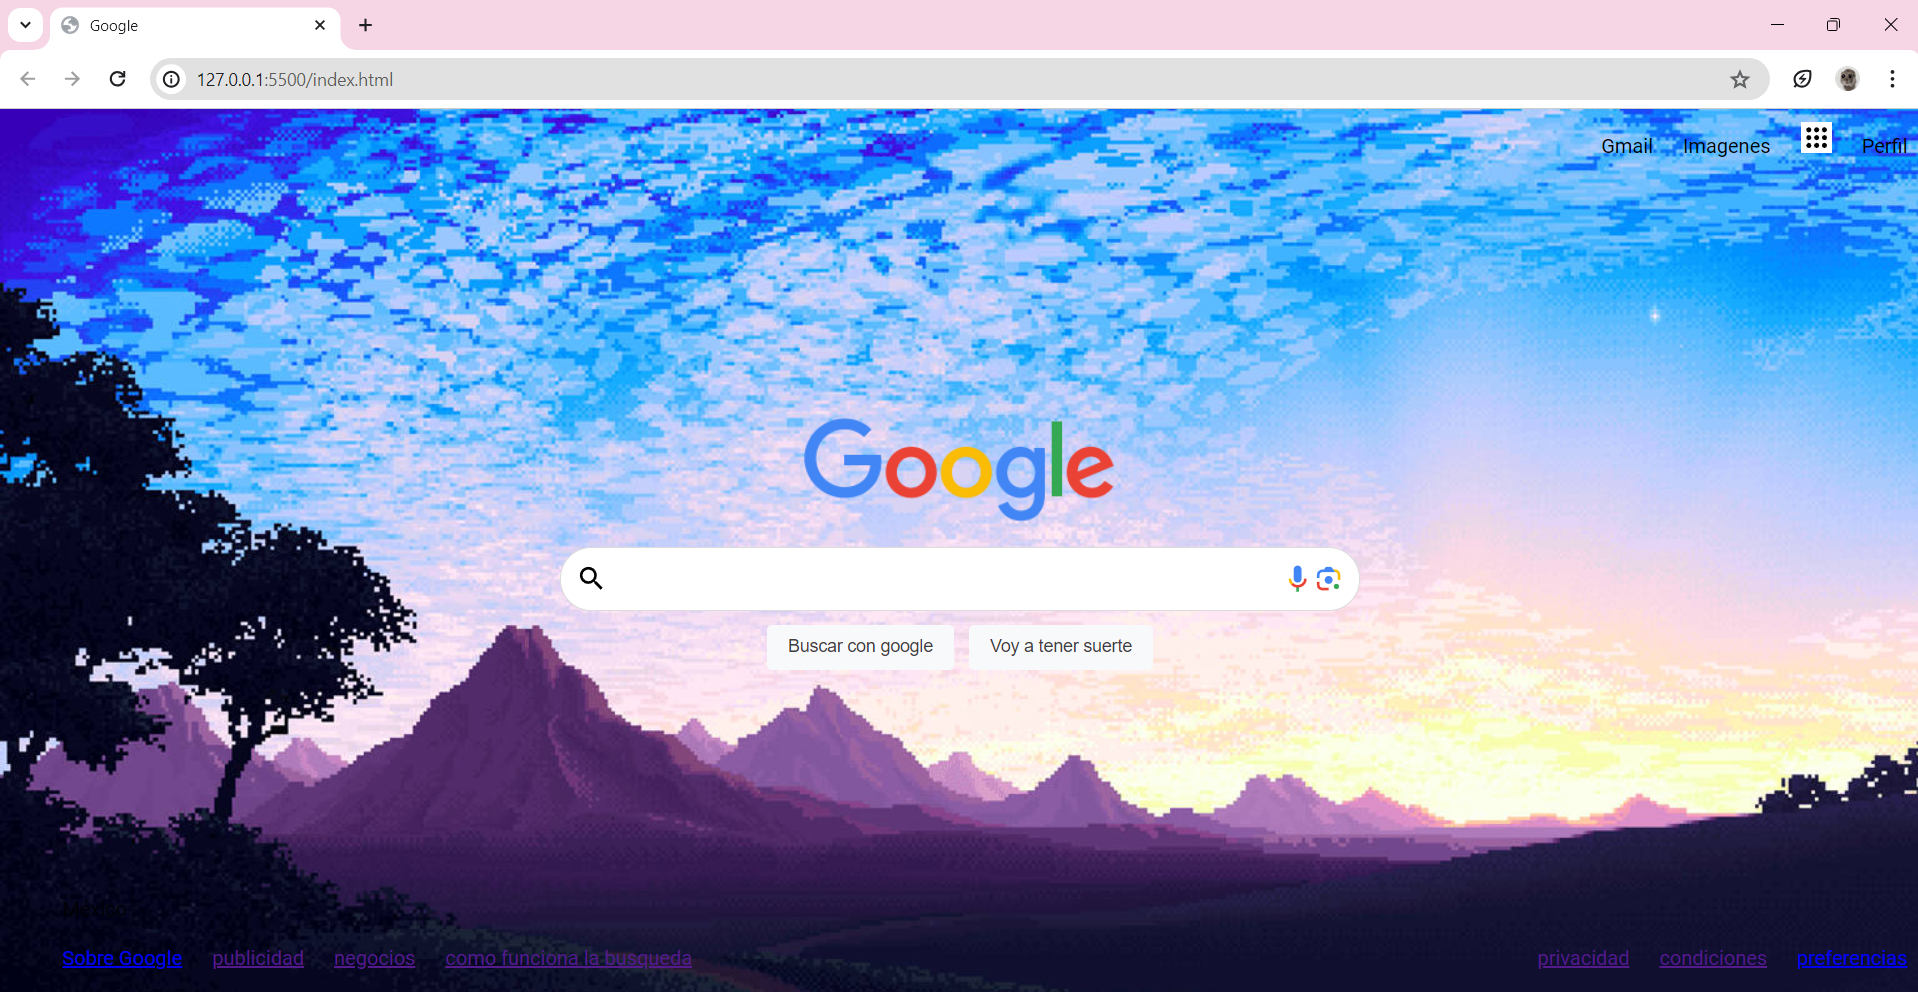 Google
127.0.0.1:5500/index.html
Gmail Imagenes Perfil
Google
Buscar con google Voy a tener suerte
Sobre Google publicidad negocios como funciona la busqueda privacidad condiciones preferencias